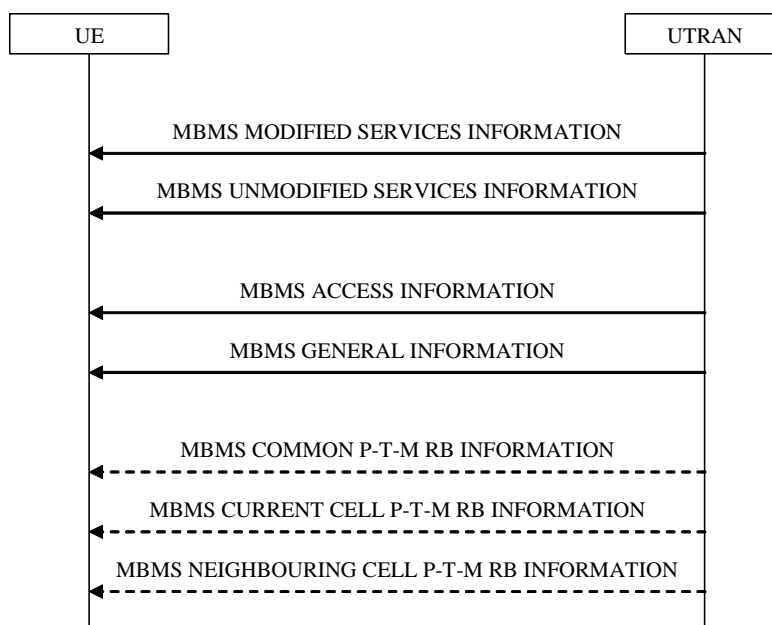 UE
UTRAN
MBMS MODIFIED SERVICES INFORMATION
MBMS UNMODIFIED SERVICES INFORMATION
MBMS ACCESS INFORMATION
MBMS GENERAL INFORMATION
MBMS COMMON P-T-M RB INFORMATION
MBMS CURRENT CELL P-T-M RB INFORMATION
MBMS NEIGHBOURING CELL P-T-M RB INFORMATION